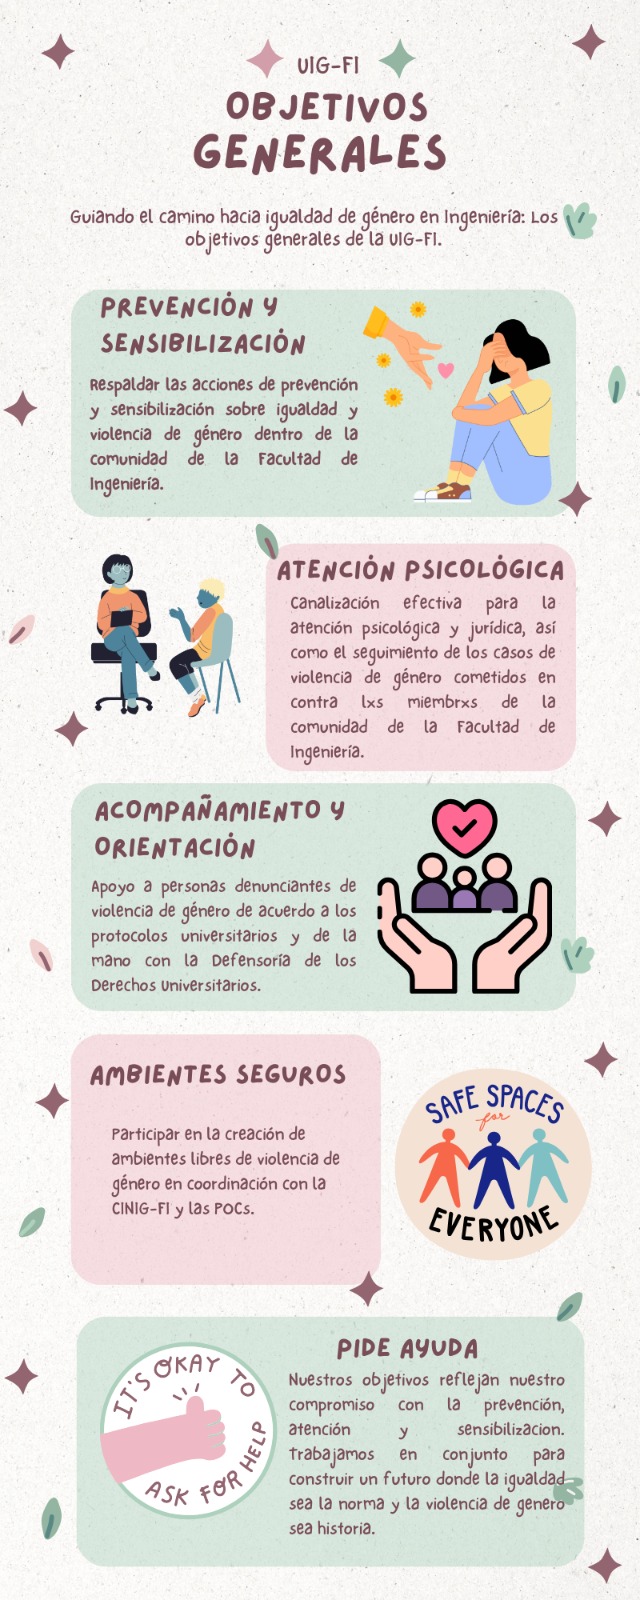 UIG-FI
OBJETIVOS
GENERALES
Guiando el camino hacia igualdad de género en Ingeniería: Los
objetivos generales de la UIG-FI.
PREVENCIÓN Y
SENSIBILIZACIÓN
Respaldar las acciones de prevención
y sensibilización sobre igualdad y
violencia de género dentro de la
comunidad de la Facultad de
Ingeniería.
ATENCIÓN PSICOLÓGICA
Canalización efectiva para la
atención psicológica y jurídica, así
como el seguimiento de los casos de
violencia de género cometidos en
contra lxs miembrxs de la
comunidad de la Facultad de
Ingeniería.
ACOMPAÑAMIENTO Y
ORIENTACIÓN
Apoyo a personas denunciantes de
violencia de género de acuerdo a los
protocolos universitarios y de la
mano con la Defensoría de los
Derechos Universitarios.
AMBIENTES SEGUROS
Participar en la creación de
ambientes libres de violencia de
género en coordinación con la
CINIG-FI y las POCs.
SAFE SPACES
for
EVERYONE
IT'S OKAY TO
ASK FOR HELP
PIDE AYUDA
Nuestros objetivos reflejan nuestro
compromiso con la prevención,
atención y sensibilizacion.
Trabajamos en conjunto para
construir un futuro donde la igualdad
sea la norma y la violencia de genero
sea historia.